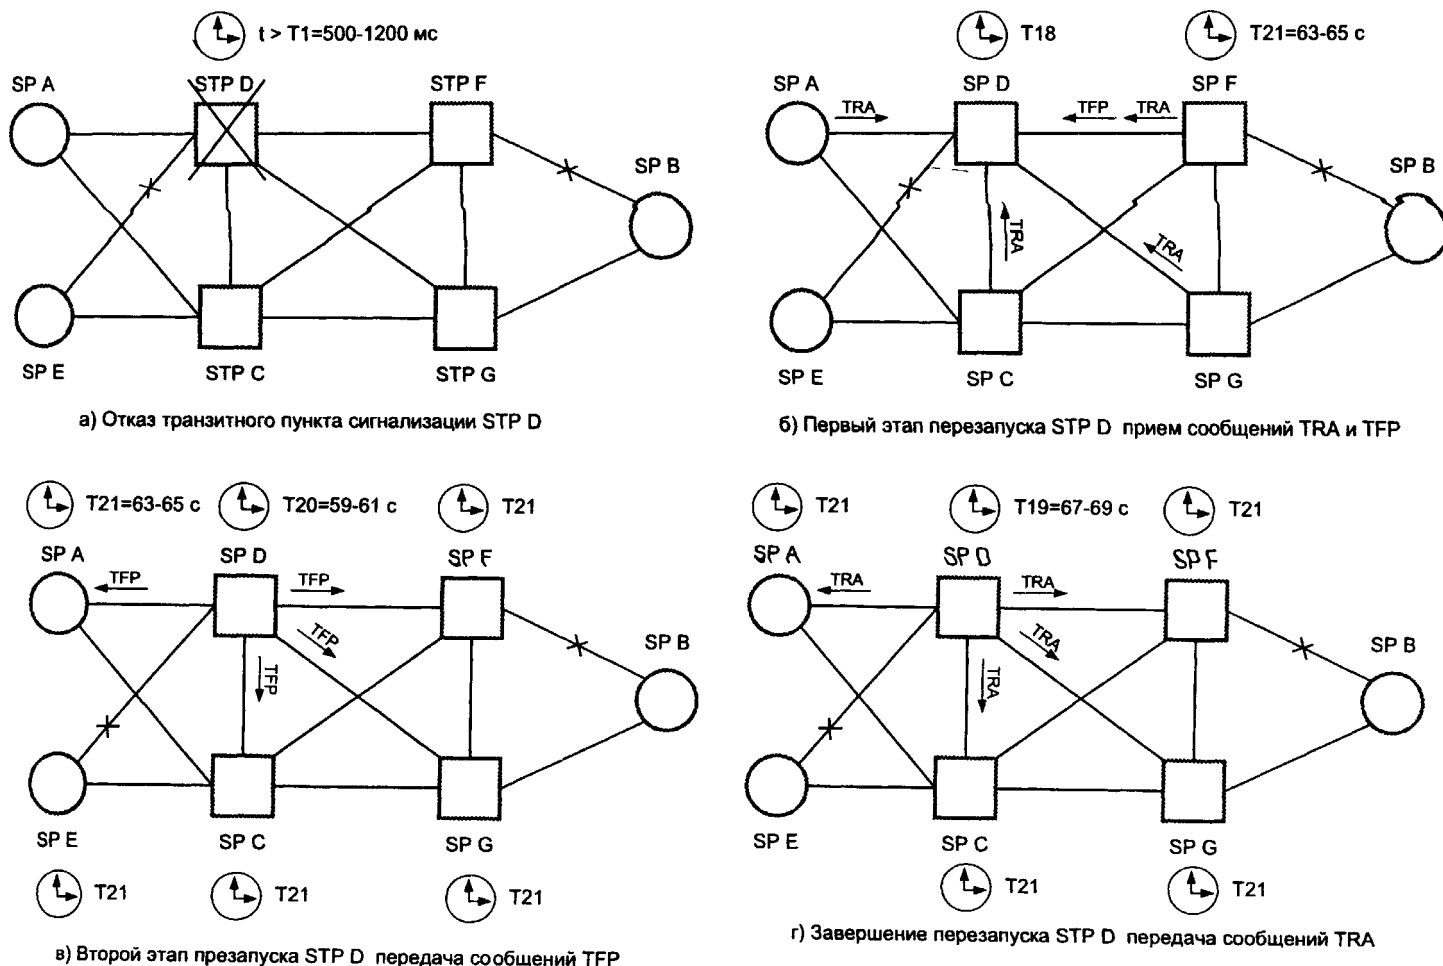 t > T1=500-1200 мс
SP A
STP D
STP F
SP B
SP E
STP C
STP G
а) Отказ транзитного пункта сигнализации STP D
T18
T21=63-65 с
SP A
SP D
SP F
TRA
TFP
TRA
SP B
TRA
TRA
SP E
SP C
SP G
б) Первый этап перезапуска STP D прием сообщений TRA и TFP
T21=63-65 с
T20=59-61 с
T21
SP A
SP D
SP F
TFP
TFP
TFP
SP B
TFP
SP E
SP C
SP G
T21
T21
T21
в) Второй этап презапуска STP D передача сообщений TFP
T21
T19=67-69 с
T21
SP A
SP D
SP F
TRA
TRA
TRA
SP B
TRA
SP E
SP C
SP G
T21
T21
г) Завершение перезапуска STP D передача сообщений TRA